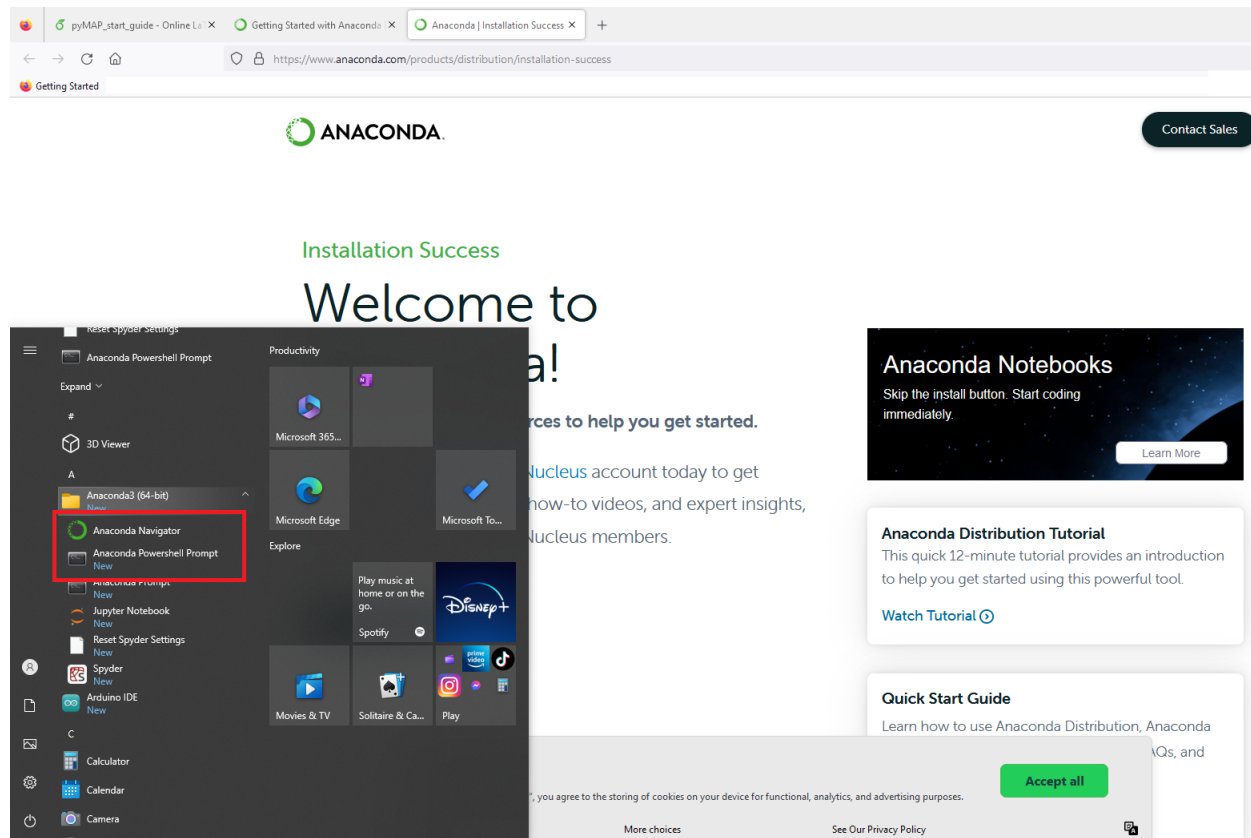 pyMAP_start_guide - Online La
Getting Started with Anaconda
Anaconda | Installation Success
https://www.anaconda.com/products/distribution/installation-success
Getting Started
ANACONDA.
Contact Sales
Installation Success
Welcome to
a!
rces to help you get started.
Nucleus account today to get
how-to videos, and expert insights,
Nucleus members.
Anaconda Notebooks
Skip the install button. Start coding
immediately.
Learn More
Anaconda Distribution Tutorial
This quick 12-minute tutorial provides an introduction
to help you get started using this powerful tool.
Watch Tutorial
Quick Start Guide
Learn how to use Anaconda Distribution, Anaconda
AQs, and
Reset Spyder Settings
Anaconda Powershell Prompt
Expand
#
3D Viewer
A
Anaconda3 (64-bit)
New
Anaconda Navigator
Anaconda Powershell Prompt
New
Anaconda Prompt
New
Jupyter Notebook
New
Reset Spyder Settings
New
Spyder
New
Arduino IDE
New
C
Calculator
Calendar
Camera
Productivity
Microsoft 365...
Microsoft Edge
Microsoft To...
Explore
Play music at
home or on the
go.
Spotify
Disney+
prime
video
Movies & TV
Solitaire & Ca...
Play
", you agree to the storing of cookies on your device for functional, analytics, and advertising purposes.
Accept all
More choices
See Our Privacy Policy